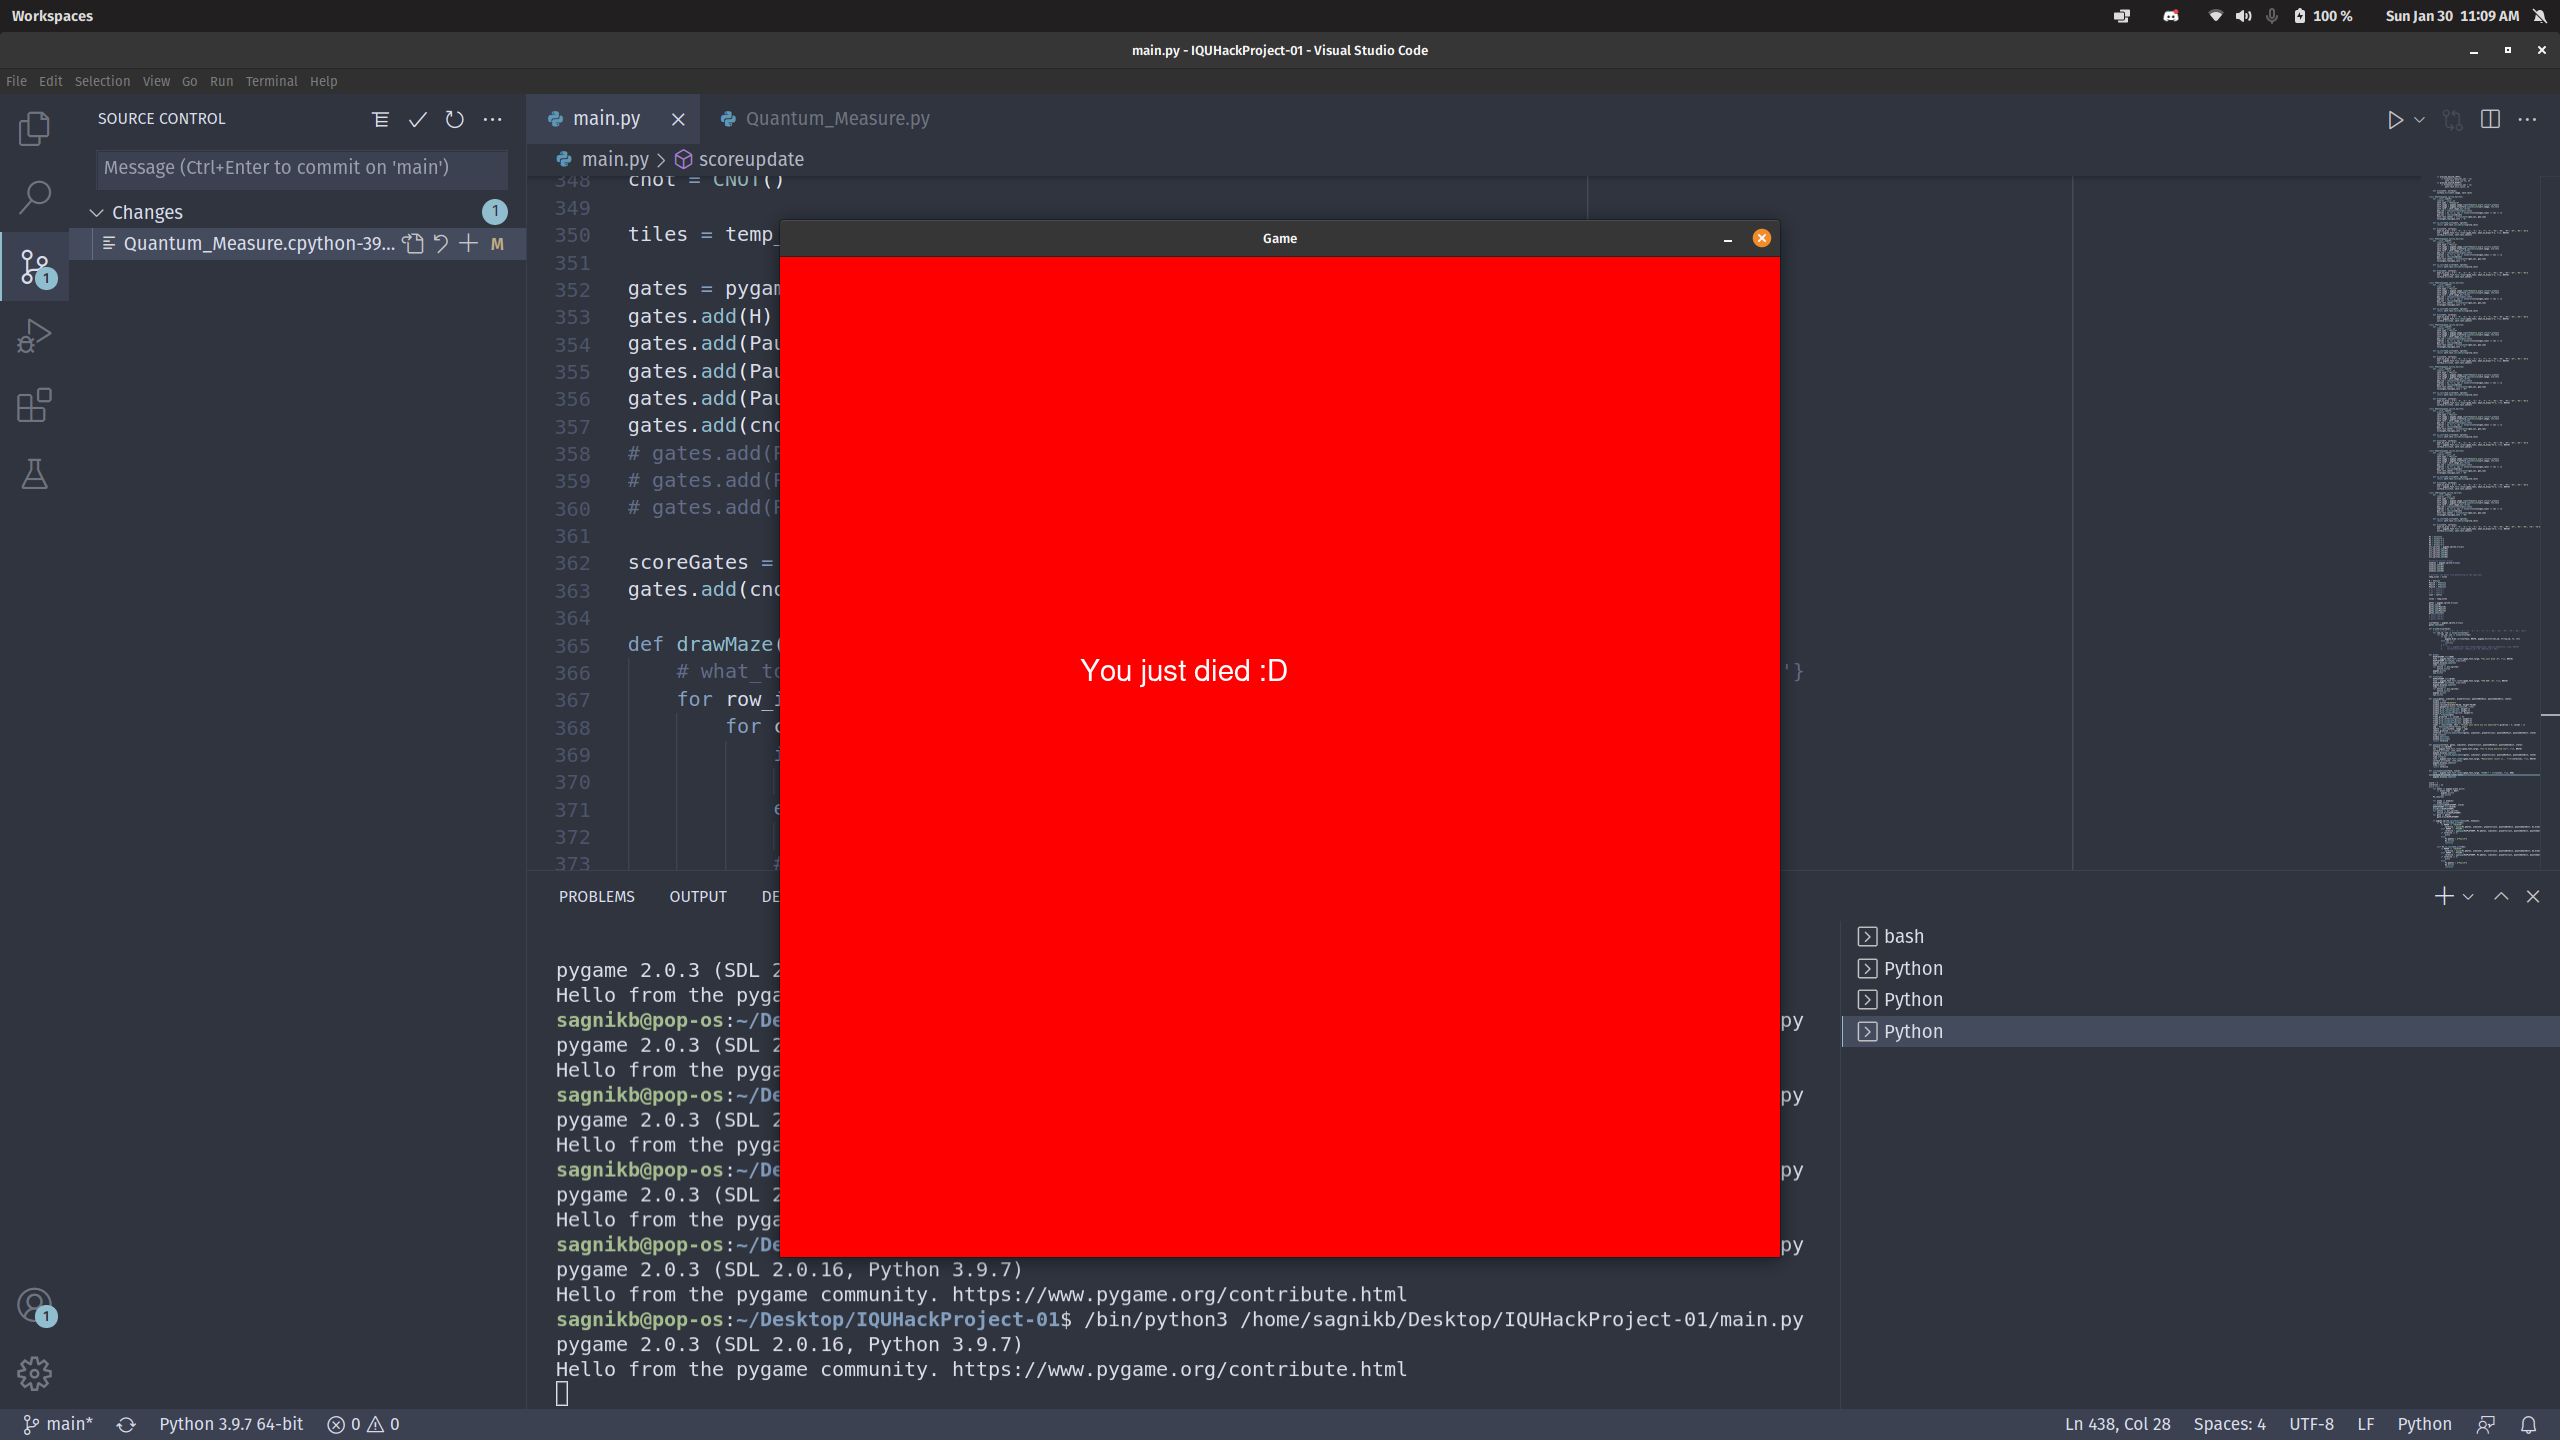 Workspaces
100 %
Sun Jan 30 11:09 AM
main.py - IQUHackProject-01 - Visual Studio Code
File Edit Selection View Go Run Terminal Help
SOURCE CONTROL
main.py
Quantum_Measure.py
Message (Ctrl+Enter to commit on 'main')
main.py > scoreupdate
Changes
1
Quantum_Measure.cpython-39...
M
1
348 cnot = CNOT()
349
350 tiles = temp_
351
352 gates = pygam
353 gates.add(H)
354 gates.add(Pau
355 gates.add(Pau
356 gates.add(Pau
357 gates.add(cno
358 # gates.add(
359 # gates.add(
360 # gates.add(
361
362 scoreGates =
363 gates.add(cno
364
365 def drawMaze(
366 # what_to '}
367 for row_i
368 for c
369 i
370
371 e
372
373 #
Game
You just died :D
PROBLEMS OUTPUT DE
pygame 2.0.3 (SDL 2
Hello from the pyga
sagnikb@pop-os:~/De py
pygame 2.0.3 (SDL 2
Hello from the pyga
sagnikb@pop-os:~/De py
pygame 2.0.3 (SDL 2
Hello from the pyga
sagnikb@pop-os:~/De py
pygame 2.0.3 (SDL 2
Hello from the pyga
sagnikb@pop-os:~/De py
pygame 2.0.3 (SDL 2.0.16, Python 3.9.7)
Hello from the pygame community. https://www.pygame.org/contribute.html
sagnikb@pop-os:~/Desktop/IQUHackProject-01$ /bin/python3 /home/sagnikb/Desktop/IQUHackProject-01/main.py
pygame 2.0.3 (SDL 2.0.16, Python 3.9.7)
Hello from the pygame community. https://www.pygame.org/contribute.html
bash
Python
Python
Python
1
main*
Python 3.9.7 64-bit
0
0
Ln 438, Col 28
Spaces: 4
UTF-8
LF
Python